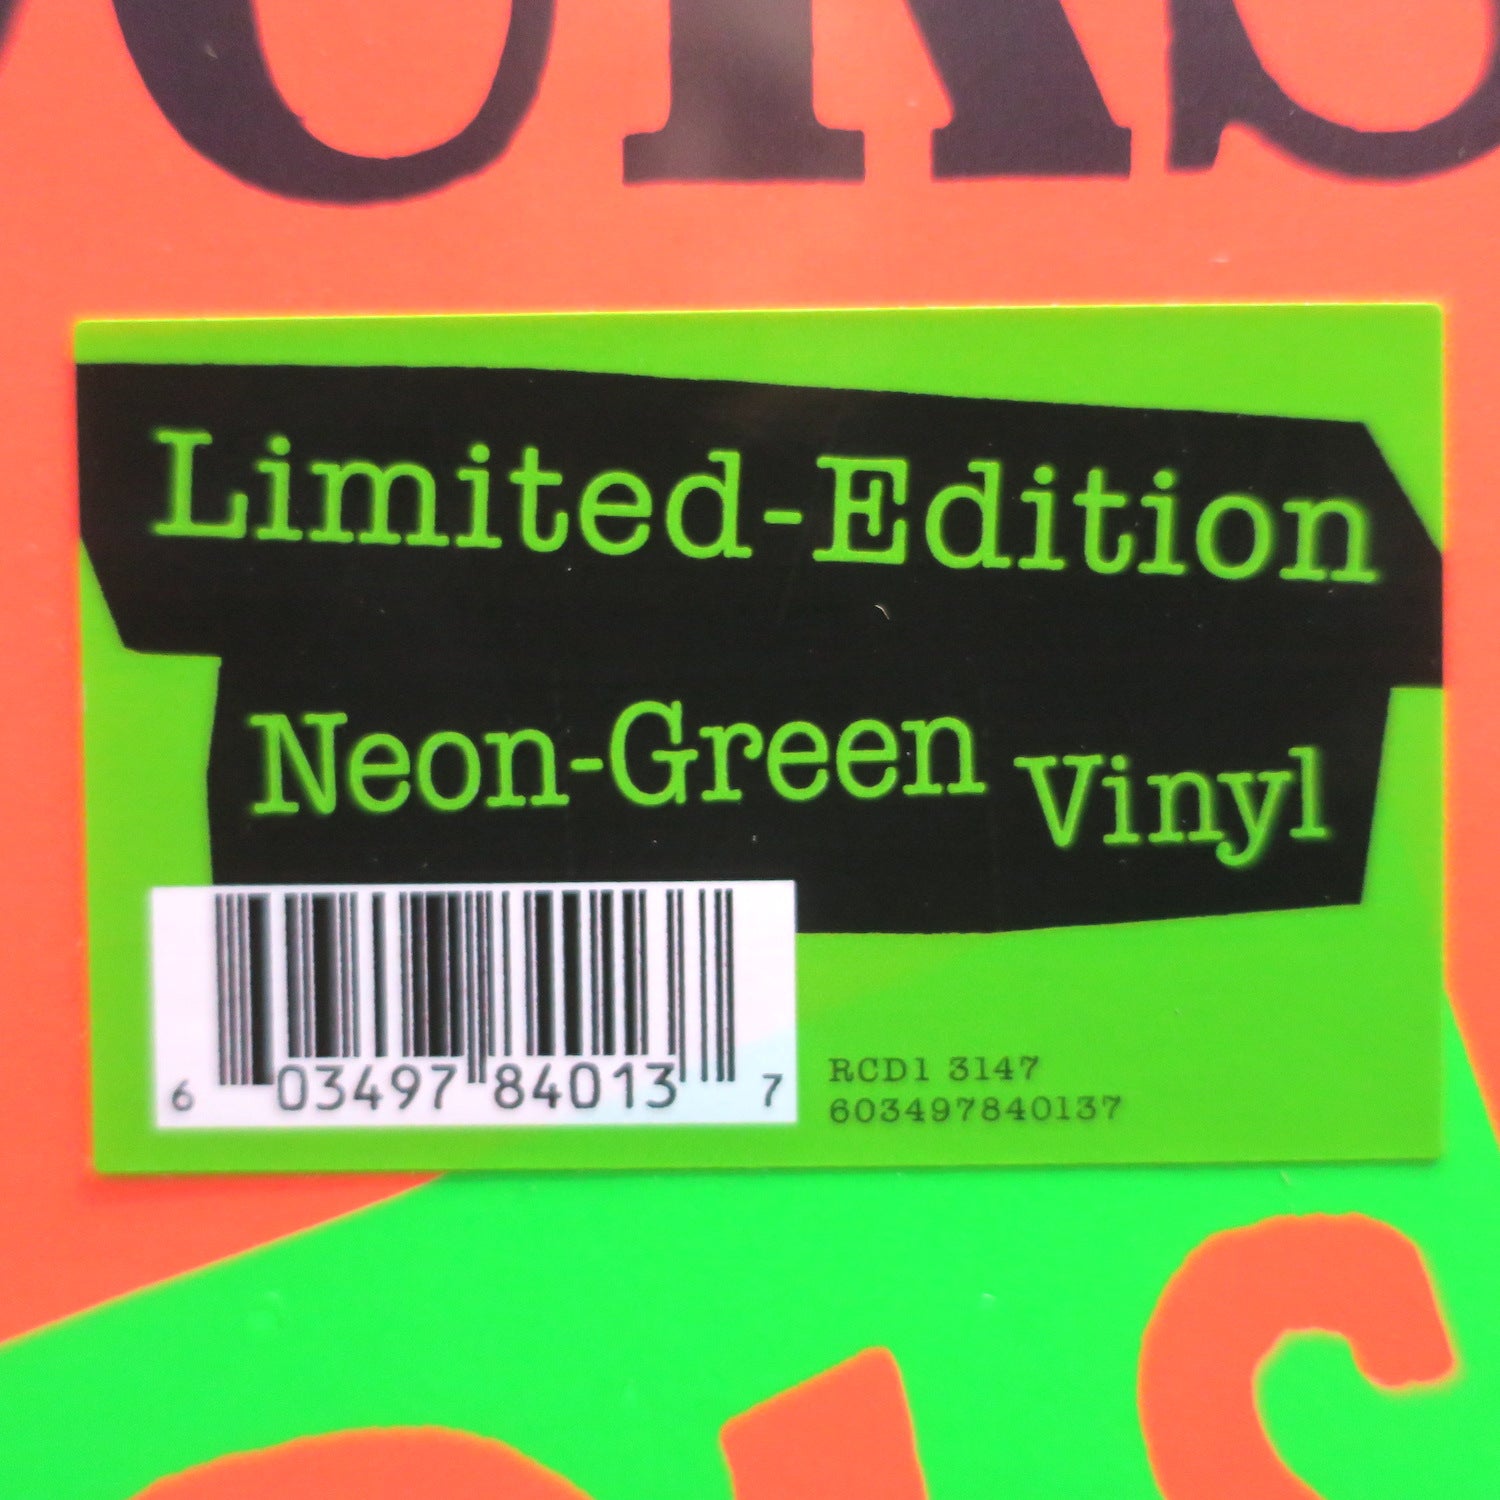 Limited-Edition
Neon-Green Vinyl
6 03497 84013 7
RCD1 3147
603497840137